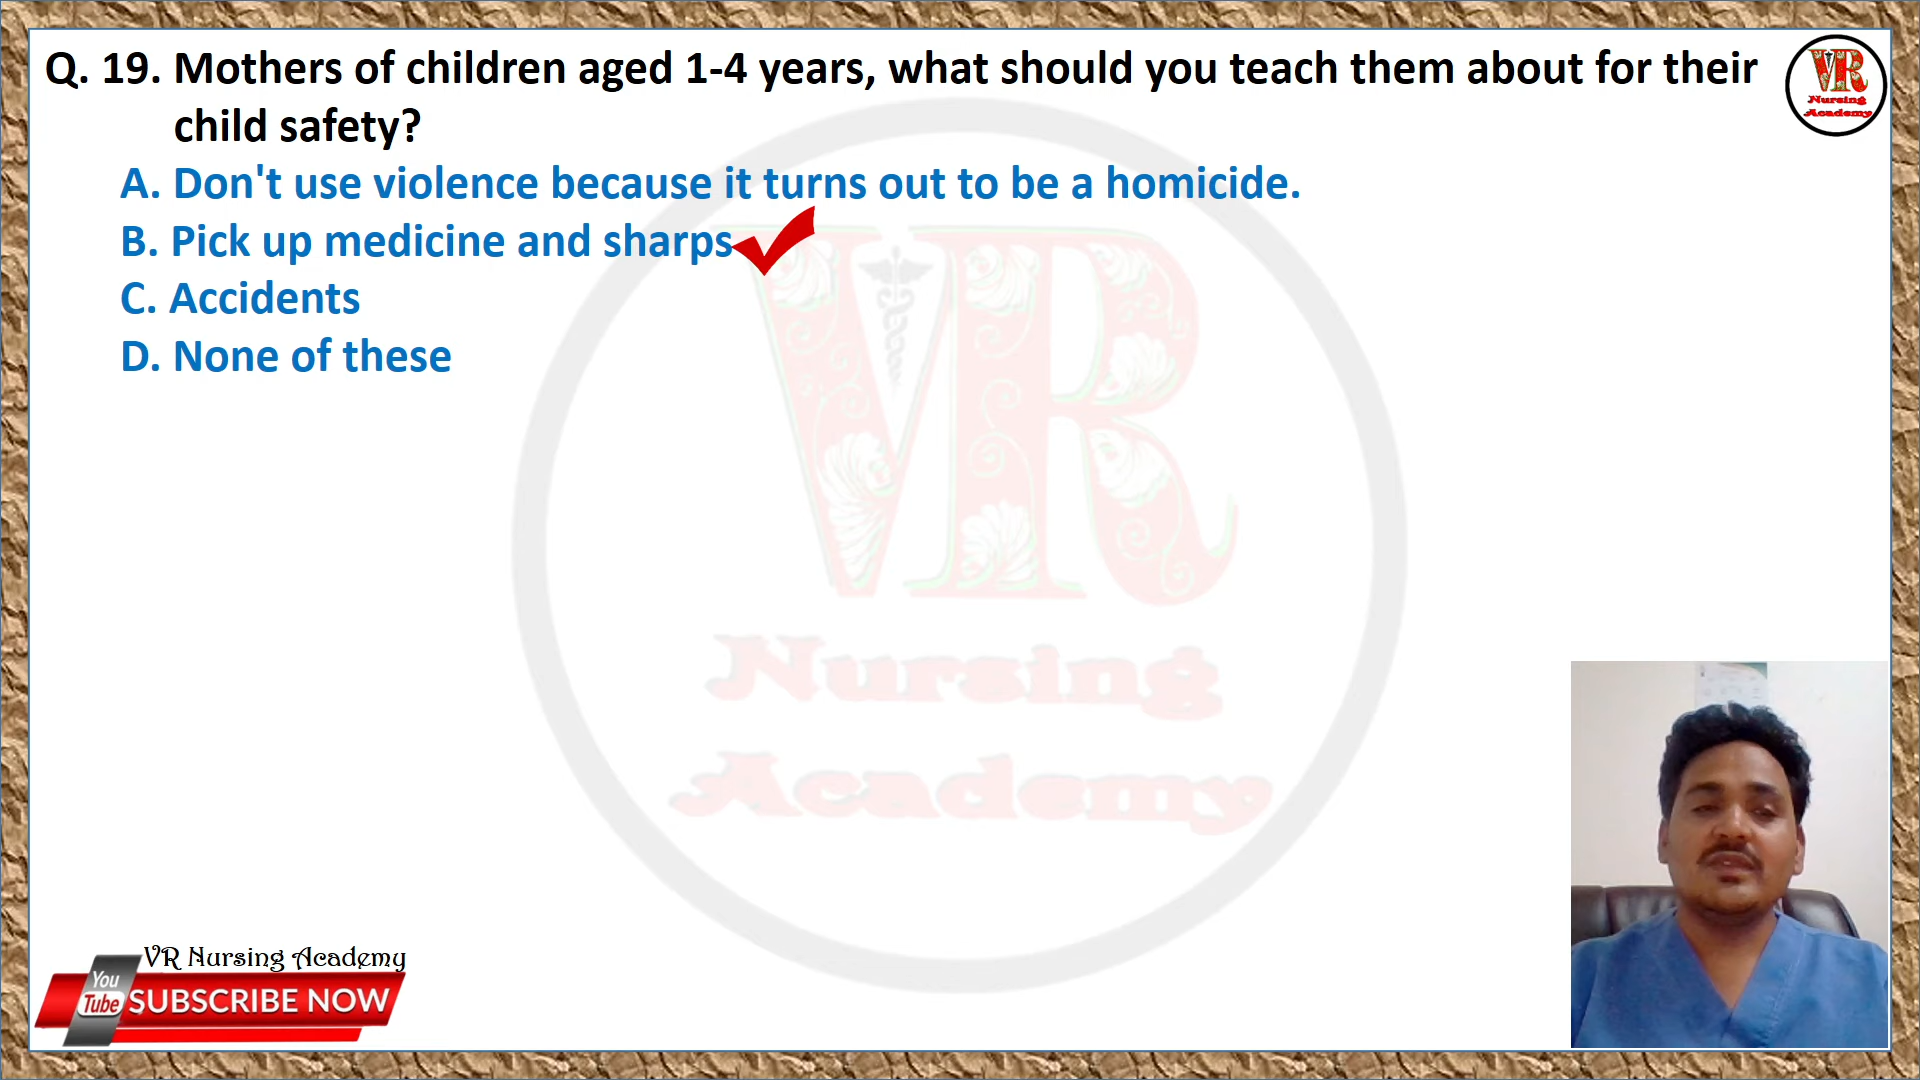 Q. 19. Mothers of children aged 1-4 years, what should you teach them about for their
child safety?
A. Don't use violence because it turns out to be a homicide.
B. Pick up medicine and sharps
C. Accidents
D. None of these
VR
Nursing
Academy
VR
Nursing
Academy
VR Nursing Academy
You
Tube
SUBSCRIBE NOW